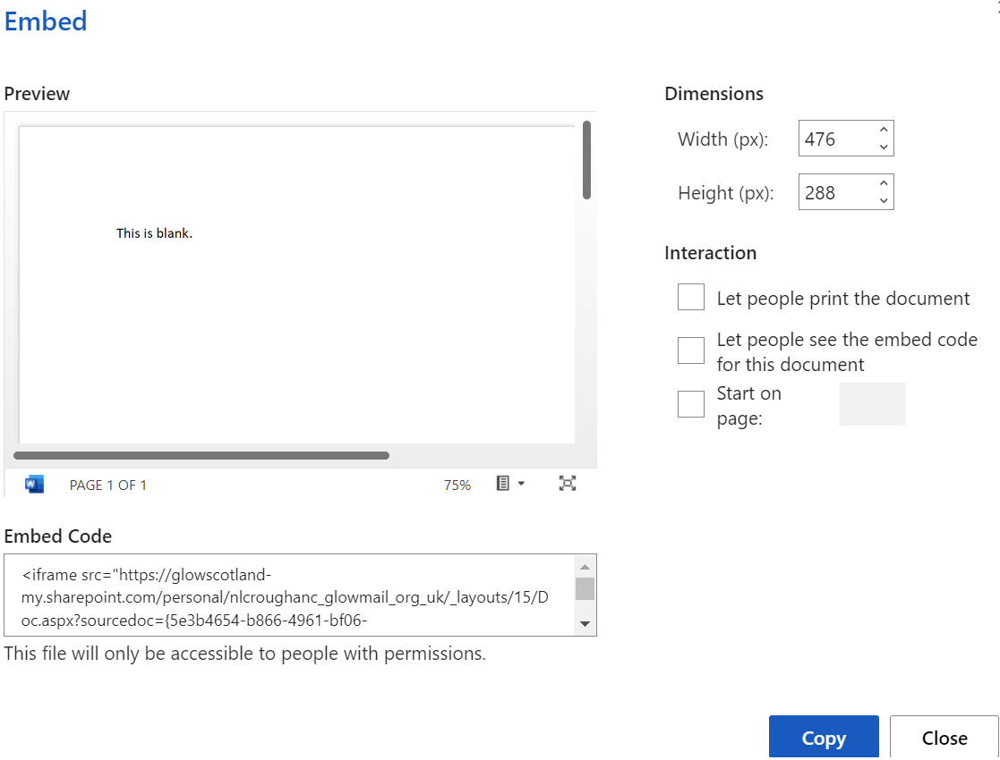 Embed
Preview
This is blank.
PAGE 1 OF 1
75%
Embed Code
<iframe src="https://glowscotland-
my.sharepoint.com/personal/nlcroughanc_glowmail_org_uk/_layouts/15/D
oc.aspx?sourcedoc={5e3b4654-b866-4961-bf06-
This file will only be accessible to people with permissions.
Dimensions
Width (px):
476
Height (px):
288
Interaction
Let people print the document
Let people see the embed code
for this document
Start on
page:
Copy
Close